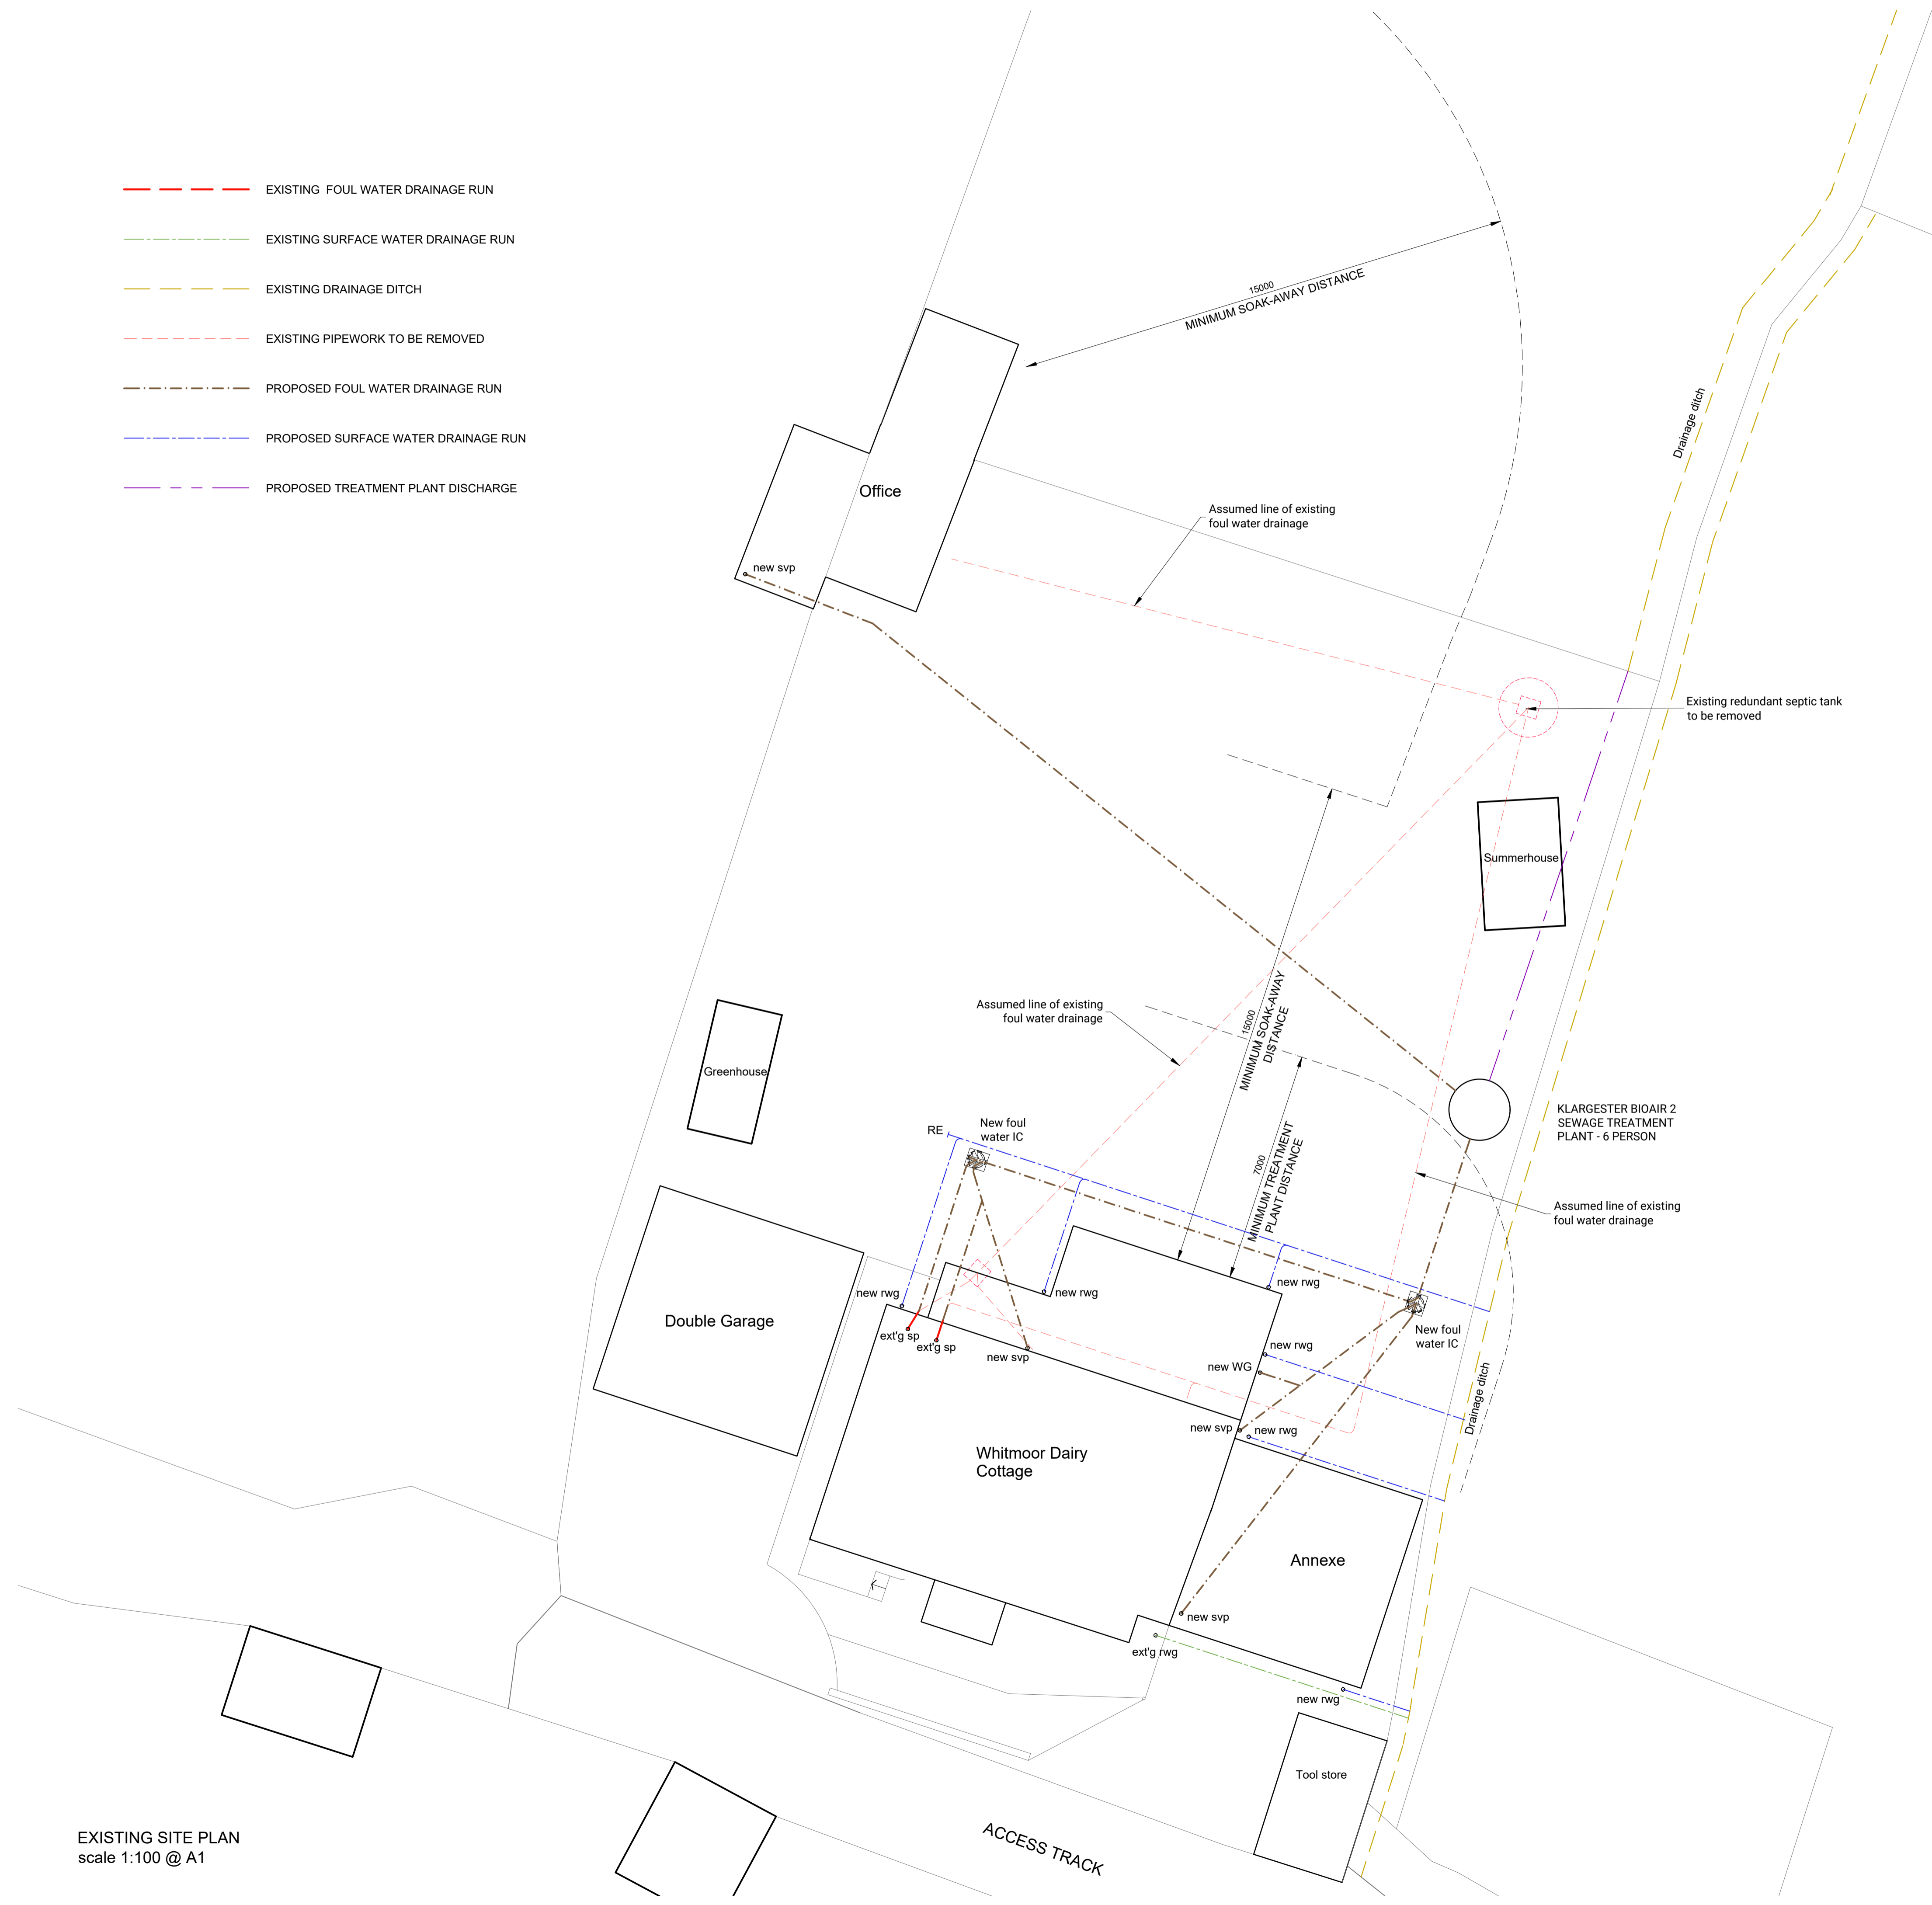 EXISTING FOUL WATER DRAINAGE RUN
EXISTING SURFACE WATER DRAINAGE RUN
EXISTING DRAINAGE DITCH
EXISTING PIPEWORK TO BE REMOVED
PROPOSED FOUL WATER DRAINAGE RUN
PROPOSED SURFACE WATER DRAINAGE RUN
PROPOSED TREATMENT PLANT DISCHARGE
15000
MINIMUM SOAK-AWAY DISTANCE
Drainage ditch
Office
Assumed line of existing
foul water drainage
new svp
Existing redundant septic tank
to be removed
Summerhouse
Assumed line of existing
foul water drainage
15000
MINIMUM SOAK-AWAY
DISTANCE
Greenhouse
KLARGESTER BIOAIR 2
SEWAGE TREATMENT
PLANT - 6 PERSON
RE
New foul
water IC
7000
MINIMUM TREATMENT
PLANT DISTANCE
Assumed line of existing
foul water drainage
new rwg
new rwg
new rwg
Double Garage
ext'g sp
ext'g sp
new svp
New foul
water IC
new rwg
new WG
Drainage ditch
new svp
new rwg
Whitmoor Dairy
Cottage
Annexe
new svp
ext'g rwg
new rwg
Tool store
ACCESS TRACK
EXISTING SITE PLAN
scale 1:100 @ A1